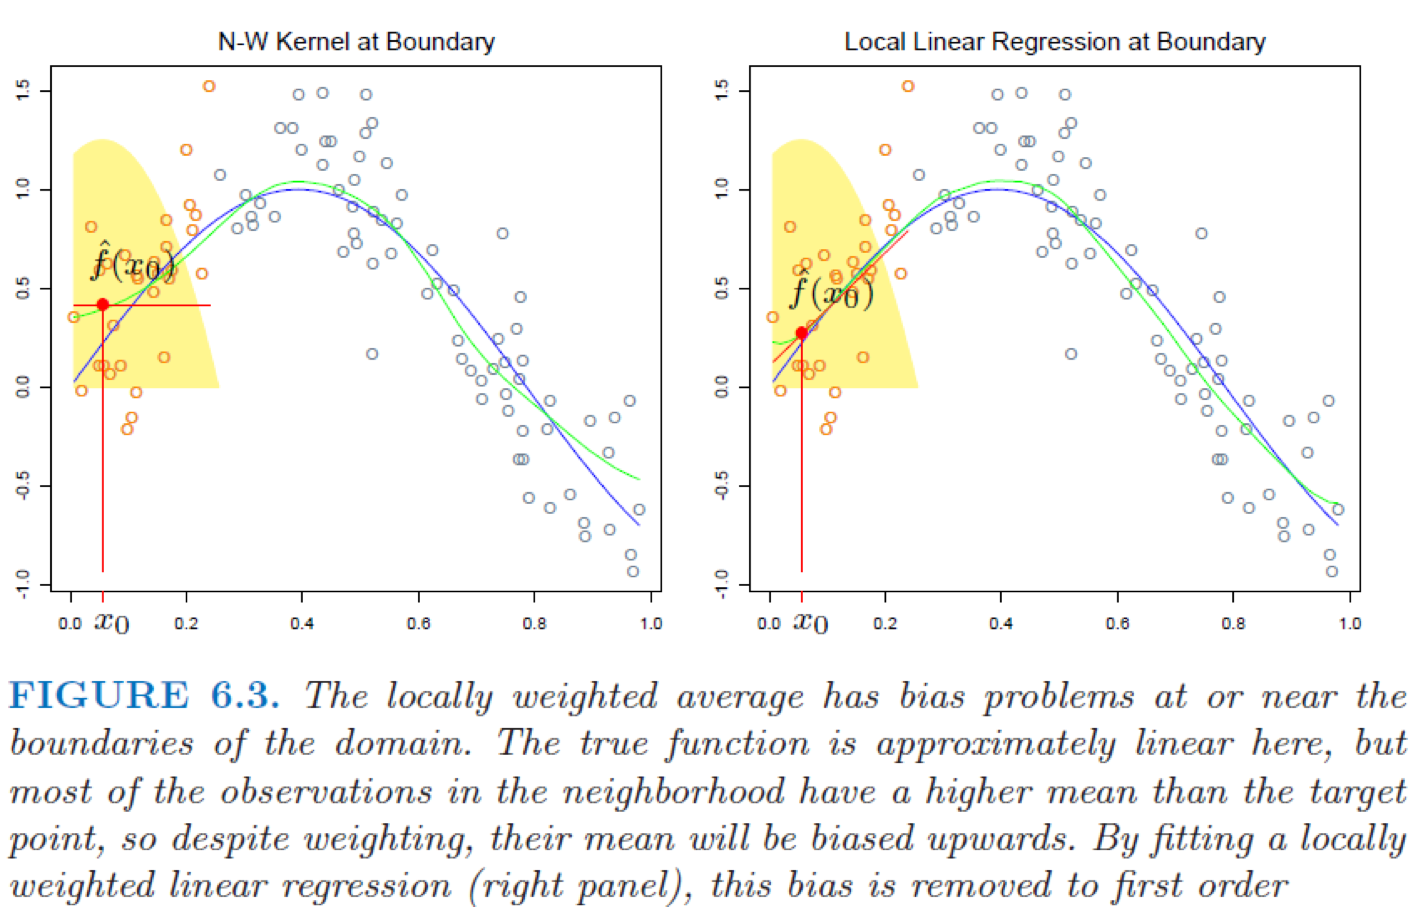 N-W Kernel at Boundary
1.5
1.0
0.5
0.0
-0.5
-1.0
f̂(x0)
0.0 x0 0.2 0.4 0.6 0.8 1.0
Local Linear Regression at Boundary
1.5
1.0
0.5
0.0
-0.5
-1.0
f̂(x0)
0.0 x0 0.2 0.4 0.6 0.8 1.0
FIGURE 6.3. The locally weighted average has bias problems at or near the
boundaries of the domain. The true function is approximately linear here, but
most of the observations in the neighborhood have a higher mean than the target
point, so despite weighting, their mean will be biased upwards. By fitting a locally
weighted linear regression (right panel), this bias is removed to first order